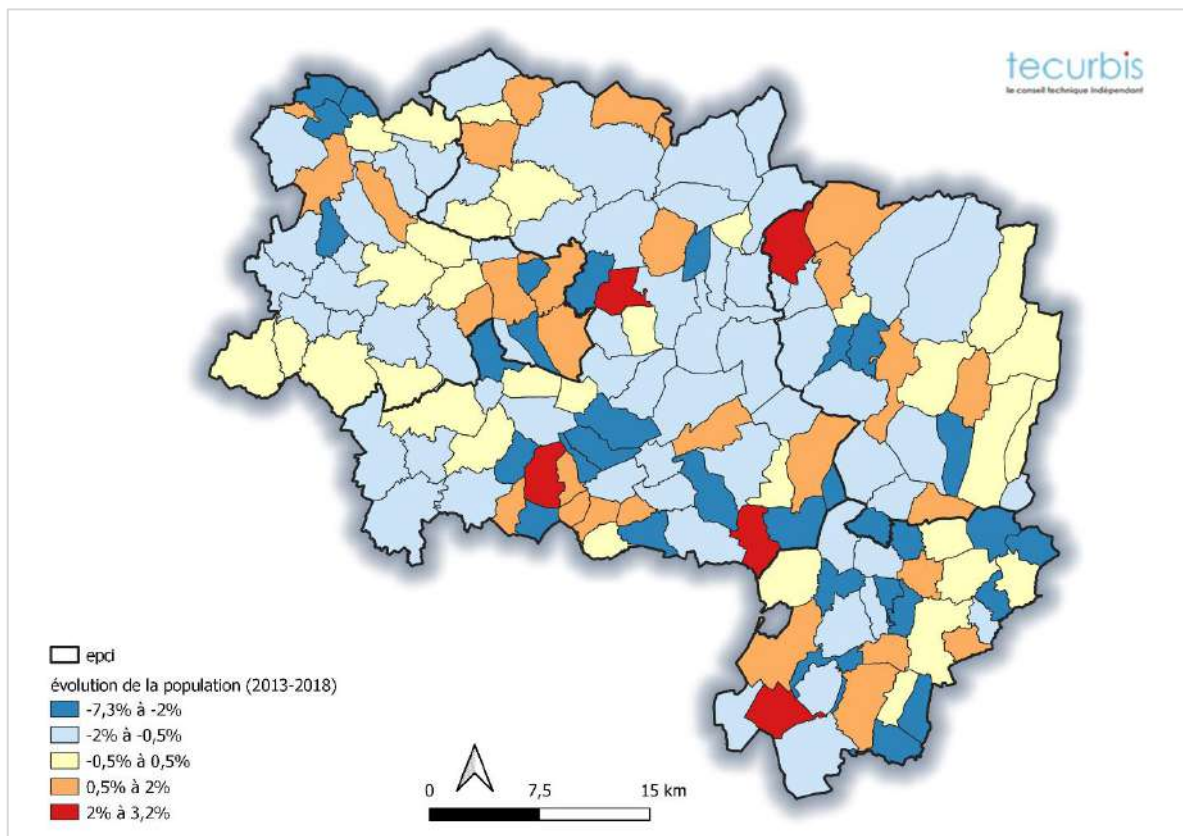 tecurbis
le conseil technique indépendant
epci
évolution de la population (2013-2018)
-7,3% à -2%
-2% à -0,5%
-0,5% à 0,5%
0,5% à 2%
2% à 3,2%
0 7,5 15 km